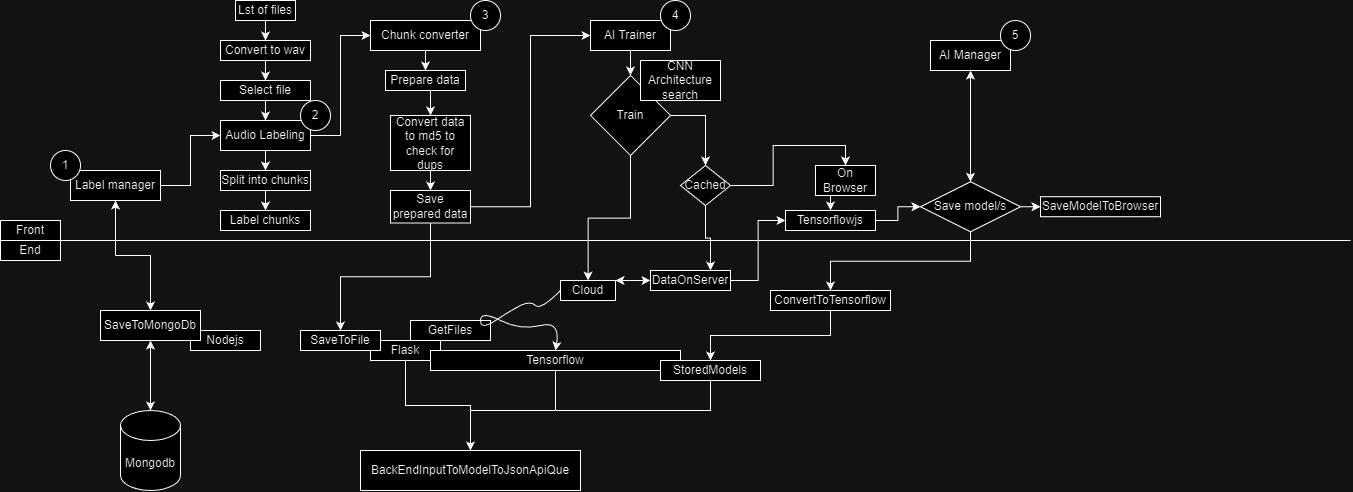 Lst of files
Convert to wav
Select file
2
Audio Labeling
Split into chunks
Label chunks
1
Label manager
3
Chunk converter
Prepare data
Convert data
to md5 to
check for
dups
Save
prepared data
4
AI Trainer
CNN
Architecture
search
Train
Cached
On
Browser
Tensorflowjs
5
AI Manager
Save model/s
SaveModelToBrowser
Front
End
SaveToMongoDb
Nodejs
Mongodb
SaveToFile
Flask
GetFiles
Cloud
DataOnServer
Tensorflow
ConvertToTensorflow
StoredModels
BackEndInputToModelToJsonApiQue